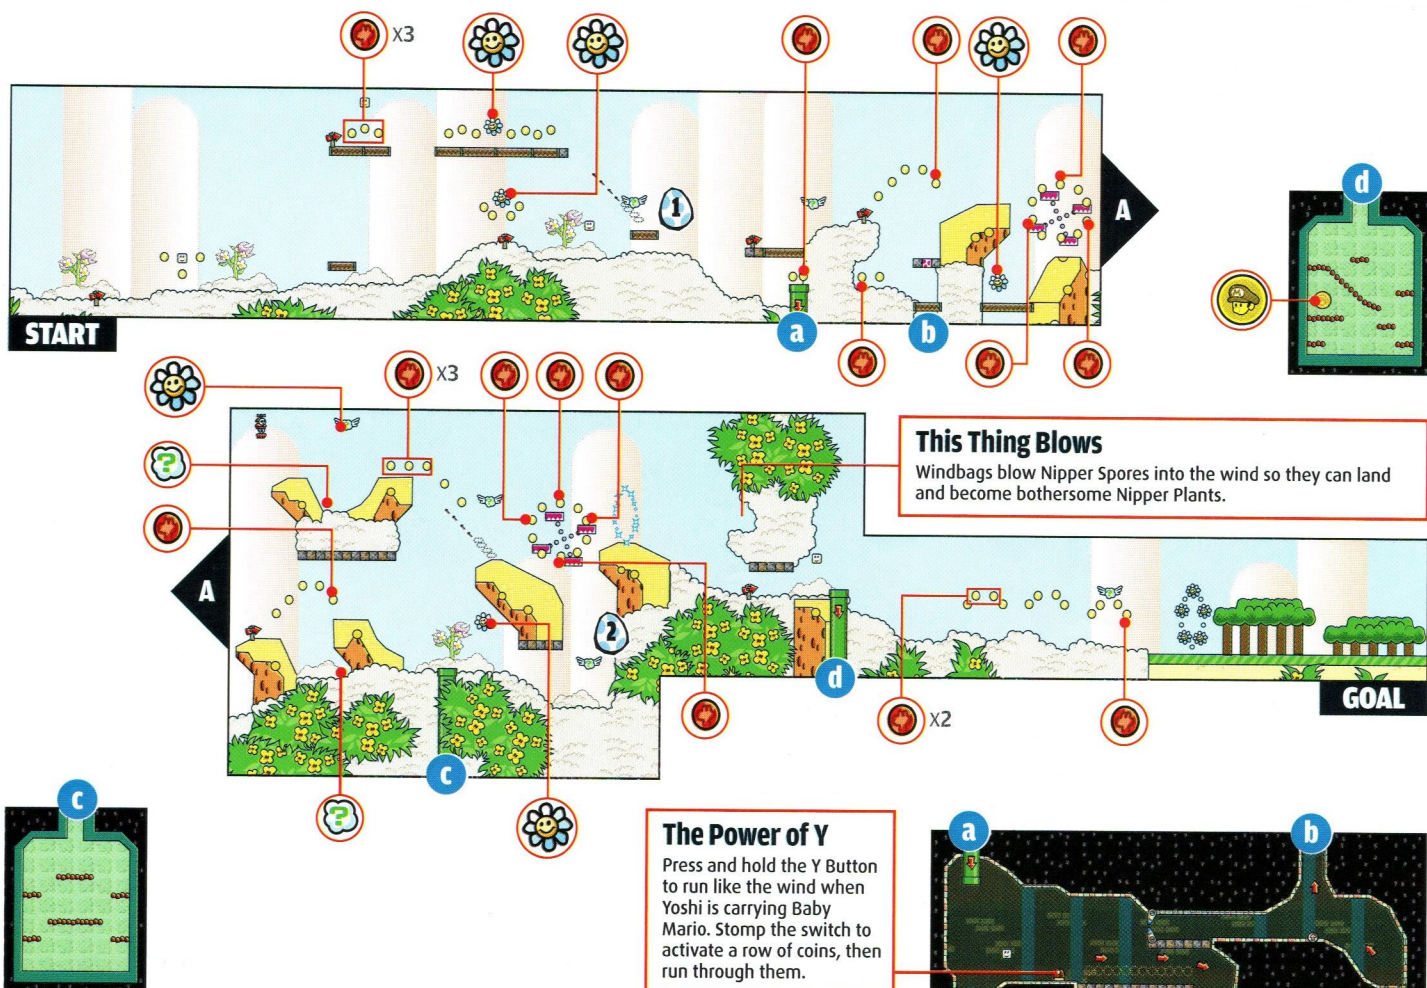 X3
1
A
START
a
b
d
X3
This Thing Blows
Windbags blow Nipper Spores into the wind so they can land
and become bothersome Nipper Plants.
?
A
2
d
X2
GOAL
c
?
c
The Power of Y
Press and hold the Y Button
to run like the wind when
Yoshi is carrying Baby
Mario. Stomp the switch to
activate a row of coins, then
run through them.
a
b